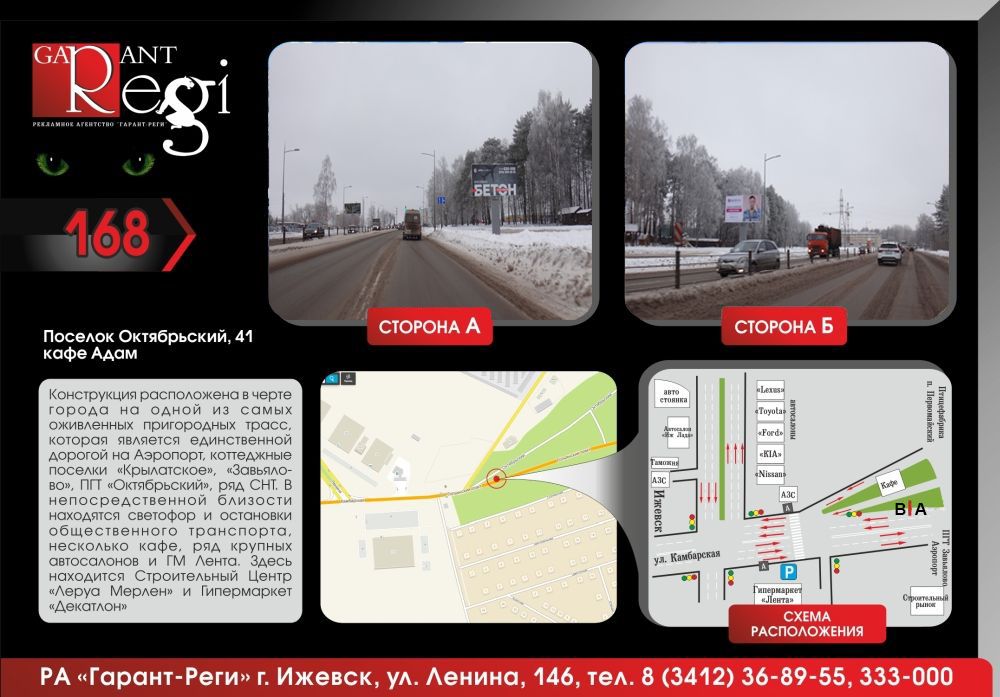 GARANT
Regi
РЕКЛАМНОЕ АГЕНТСТВО "ГАРАНТ-РЕГИ"
168
БЕТОН
СТОРОНА А
СТОРОНА Б
Поселок Октябрьский, 41
кафе Адам
Конструкция расположена в черте
города на одной из самых
оживленных пригородных трасс,
которая является единственной
дорогой на Аэропорт, коттеджные
поселки «Крылатское», «Завьяло-
во», ПГТ «Октябрьский», ряд СНТ. В
непосредственной близости
находятся светофор и остановки
общественного транспорта,
несколько кафе, ряд крупных
автосалонов и ГМ Лента. Здесь
находится Строительный Центр
«Леруа Мерлен» и Гипермаркет
«Декатлон»
авто
стоянка
Автосалон
«Иж Лада»
Таможня
АЗС
Ижевск
ул. Камбарская
«Lexus»
«Toyota»
«Ford»
«KIA»
«Nissan»
автосалоны
АЗС
А
А
P
Гипермаркет
«Лента»
Кафе
В А
Птицефабрика
п. Первомайский
ПГТ Завьялово
Аэропорт
Строительный
рынок
СХЕМА
РАСПОЛОЖЕНИЯ
РА «Гарант-Реги» г. Ижевск, ул. Ленина, 146, тел. 8 (3412) 36-89-55, 333-000